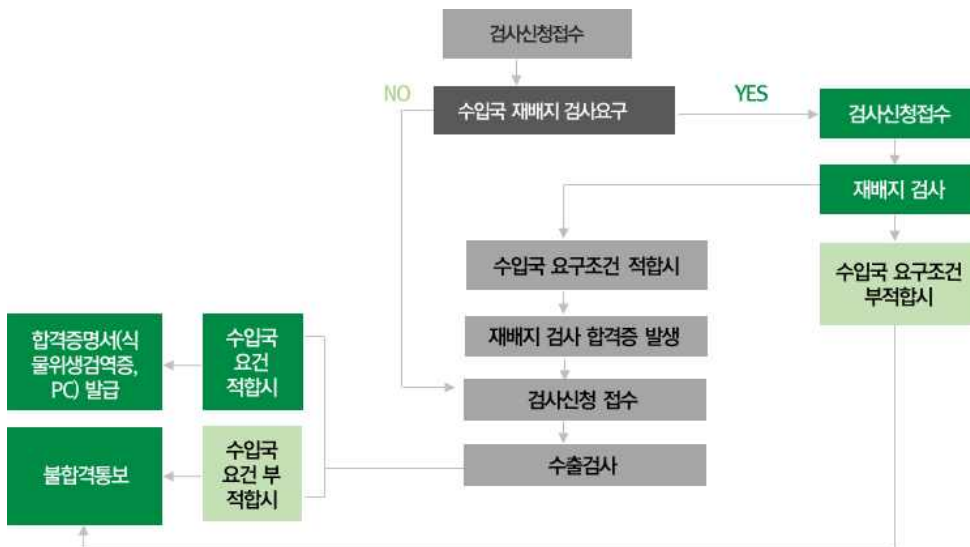 검사신청접수
NO
수입국 재배지 검사요구
YES
검사신청접수
재배지 검사
수입국 요구조건 적합시
수입국 요구조건
부적합시
합격증명서(식
물위생검역증,
PC) 발급
수입국
요건
적합시
재배지 검사 합격증 발생
검사신청 접수
불합격통보
수입국
요건 부
적합시
수출검사